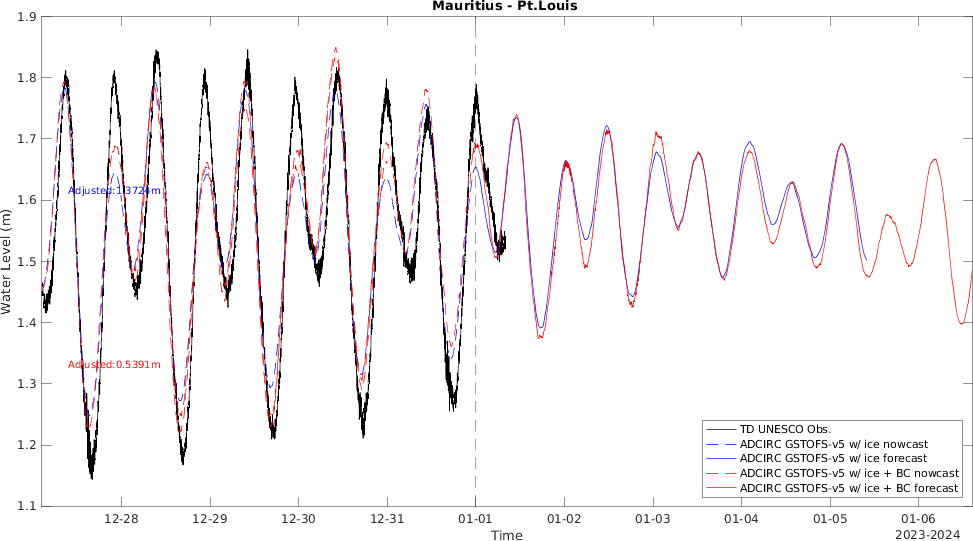 Mauritius - Pt.Louis
1.9
1.8
1.7
1.6
1.5
1.4
1.3
1.2
1.1
Water Level (m)
Adjusted:1.3724m
Adjusted:0.5391m
TD UNESCO Obs.
ADCIRC GSTOFS-v5 w/ ice nowcast
ADCIRC GSTOFS-v5 w/ ice forecast
ADCIRC GSTOFS-v5 w/ ice + BC nowcast
ADCIRC GSTOFS-v5 w/ ice + BC forecast
12-28 12-29 12-30 12-31 01-01 01-02 01-03 01-04 01-05 01-06
Time
2023-2024